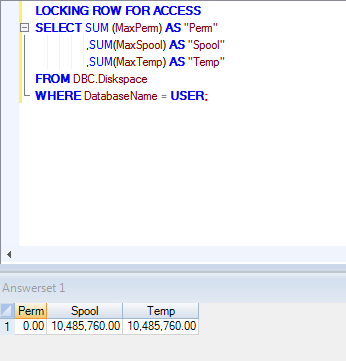 LOCKING ROW FOR ACCESS
SELECT SUM (MaxPerm) AS "Perm"
,SUM(MaxSpool) AS "Spool"
,SUM(MaxTemp) AS "Temp"
FROM DBC.Diskspace
WHERE DatabaseName = USER;
Answerset 1
Perm Spool Temp
1 0.00 10,485,760.00 10,485,760.00